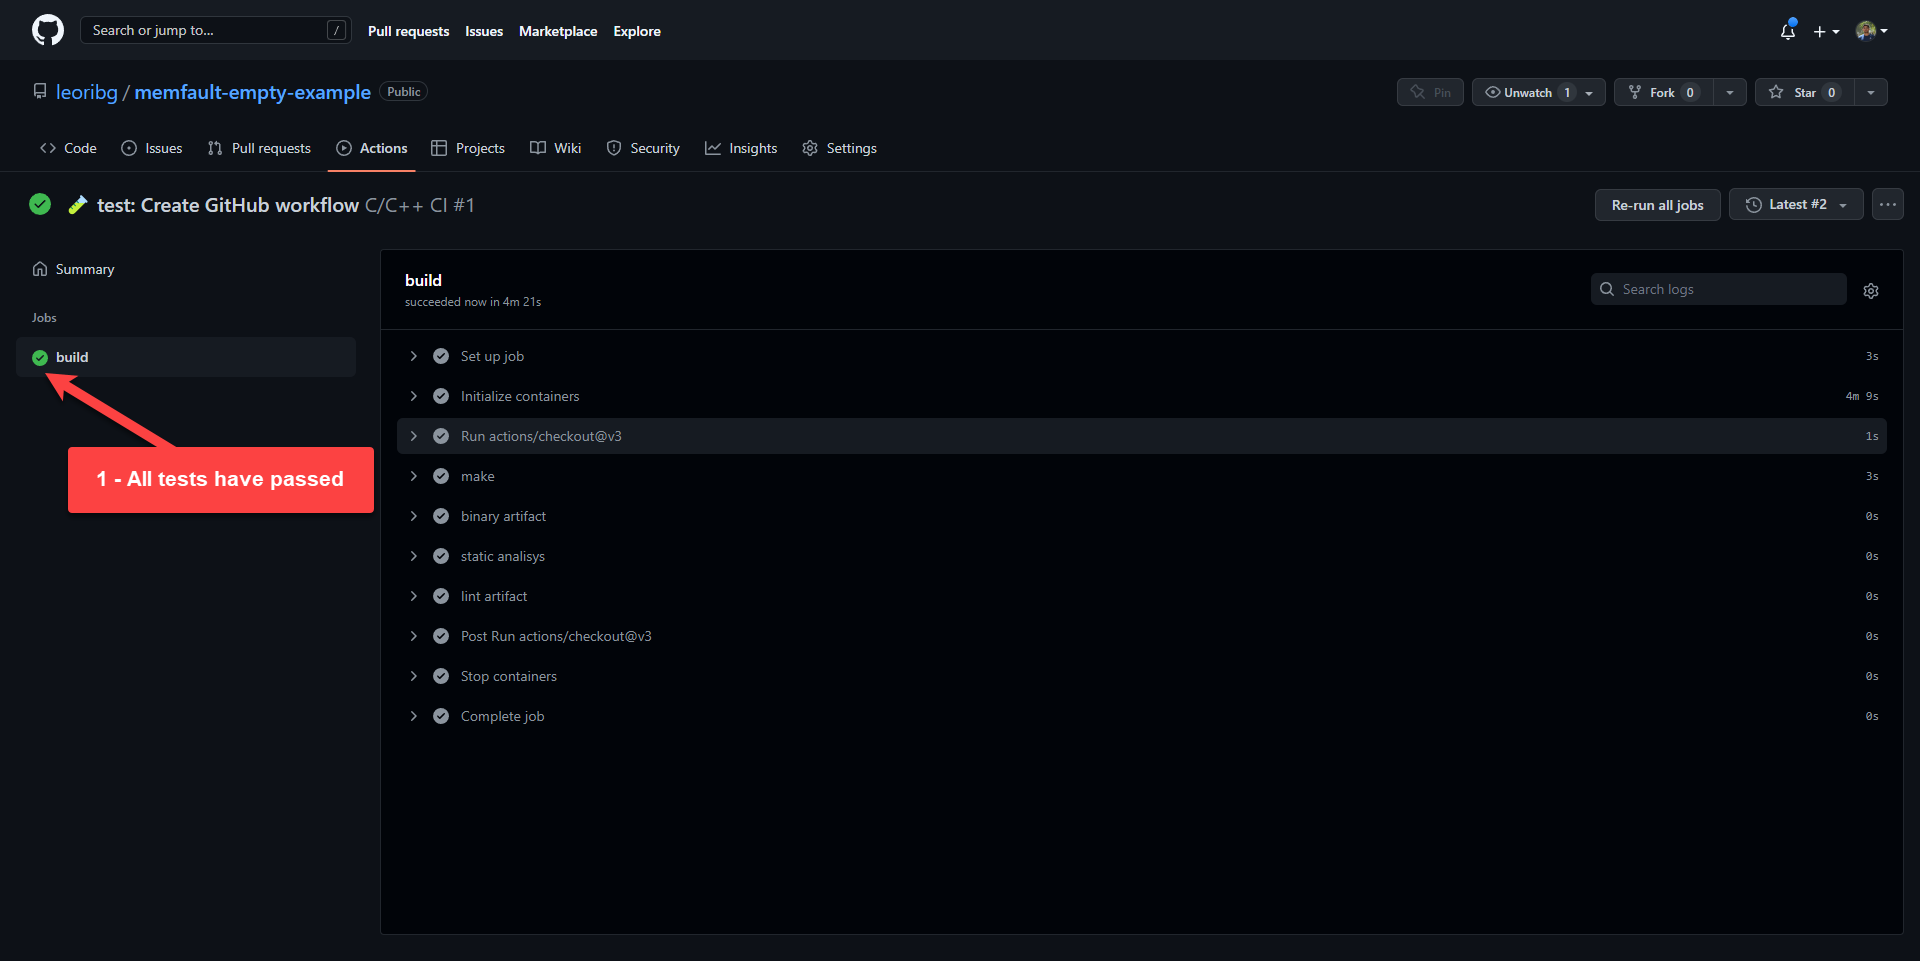 Search or jump to... /
Pull requests Issues Marketplace Explore
leoribg / memfault-empty-example Public
Pin Unwatch 1 Fork 0 Star 0
Code Issues Pull requests Actions Projects Wiki Security Insights Settings
test: Create GitHub workflow C/C++ CI #1
Re-run all jobs Latest #2
Summary
Jobs
build
1 - All tests have passed
build
succeeded now in 4m 21s
Search logs
Set up job 3s
Initialize containers 4m 9s
Run actions/checkout@v3 1s
make 3s
binary artifact 0s
static analisys 0s
lint artifact 0s
Post Run actions/checkout@v3 0s
Stop containers 0s
Complete job 0s